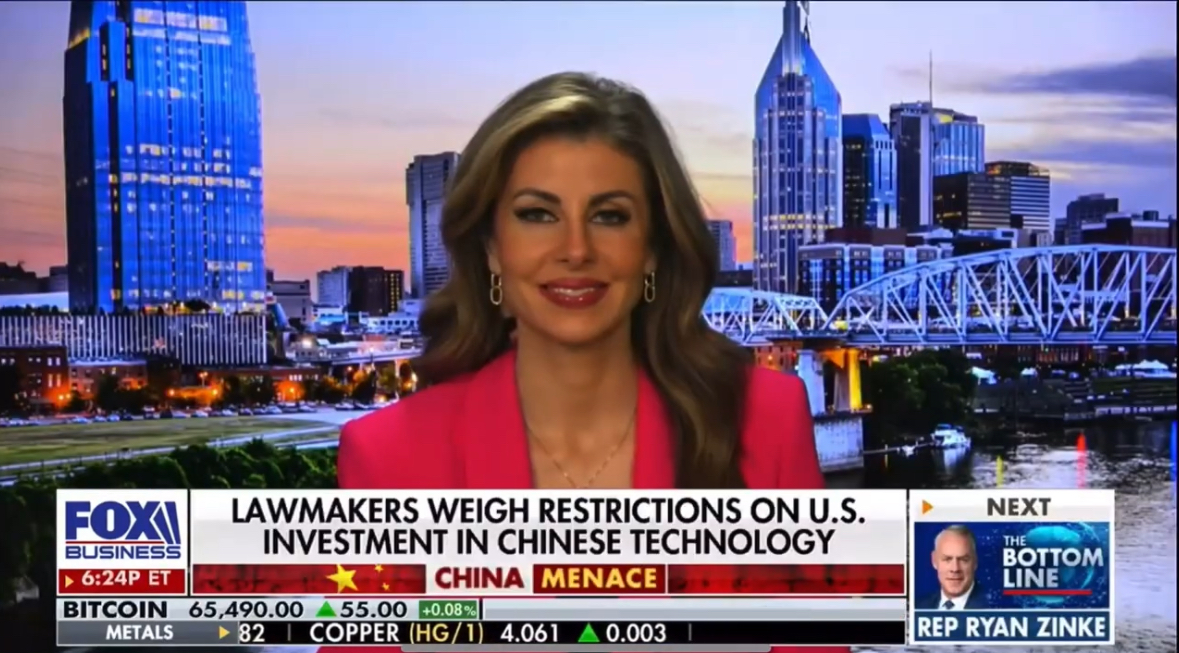 LAWMAKERS WEIGH RESTRICTIONS ON U.S.
INVESTMENT IN CHINESE TECHNOLOGY
FOX
BUSINESS
6:24P ET
CHINA MENACE
BITCOIN 65,490.00 55.00 +0.08%
METALS 82 COPPER (HG/1) 4.061 0.003
NEXT
THE
BOTTOM
LINE
REP RYAN ZINKE